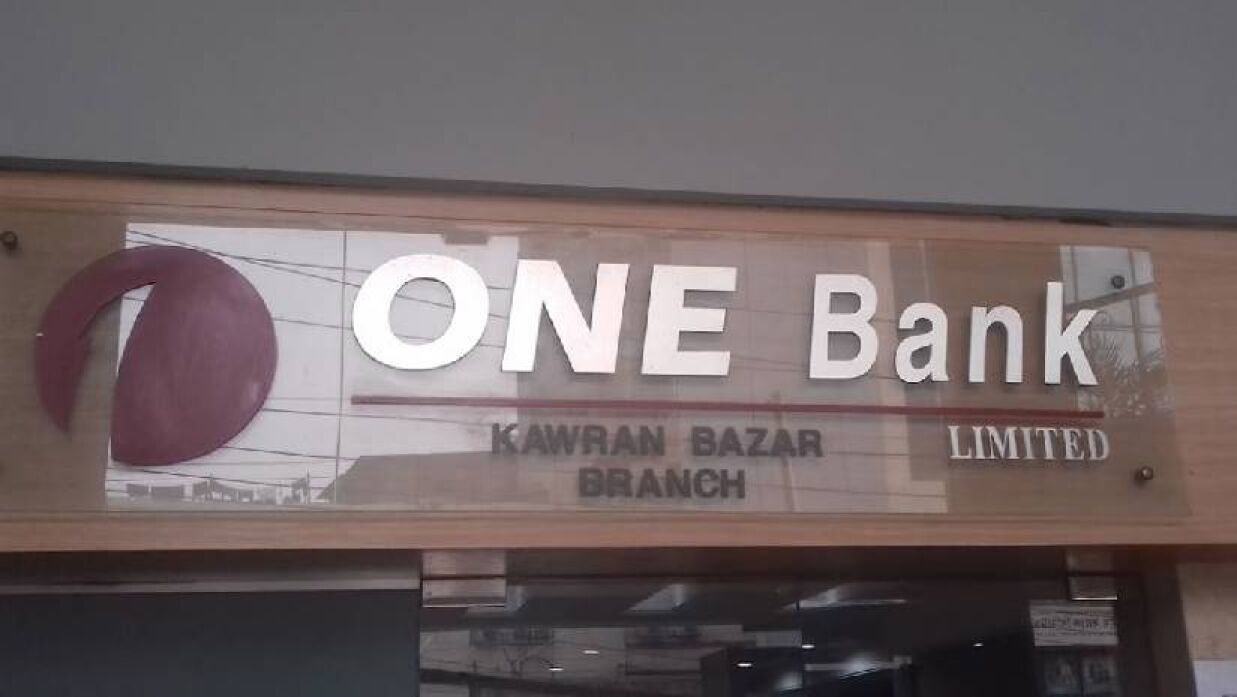 ONE Bank
LIMITED
KAWRAN BAZAR
BRANCH